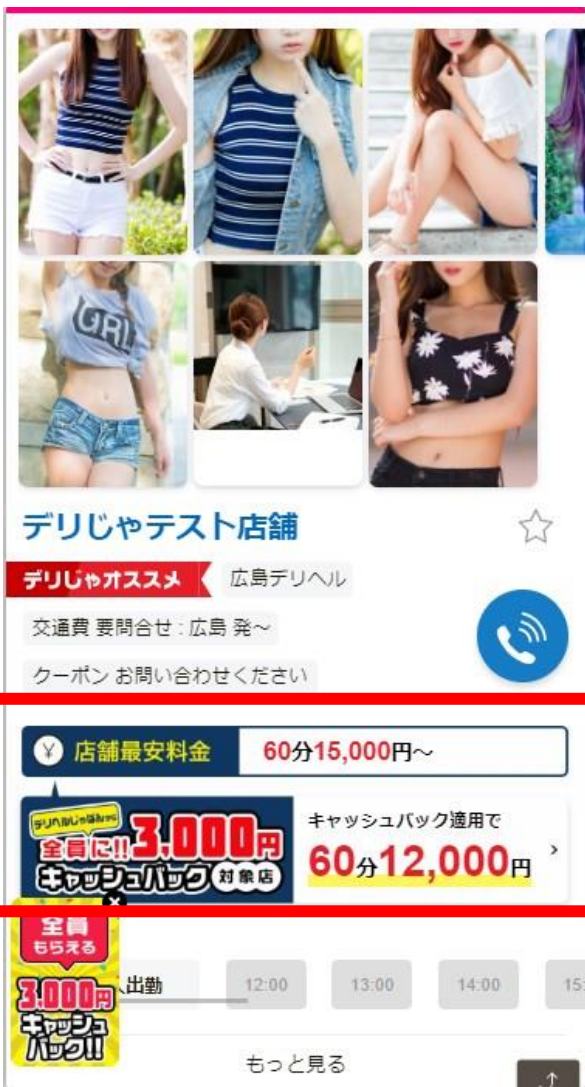 GIRL
デリじゃテスト店舗
デリじゃオススメ
広島デリヘル
交通費 要問合せ : 広島 発～
クーポン お問い合わせください
¥ 店舗最安料金
60分15,000円～
デリヘルじゃぱんから
全員に!!3,000円
キャッシュバック対象店
キャッシュバック適用で
60分12,000円
全員
もらえる
3,000円
キャッシュ
バック!!
出勤
12:00
13:00
14:00
15:
もっと見る